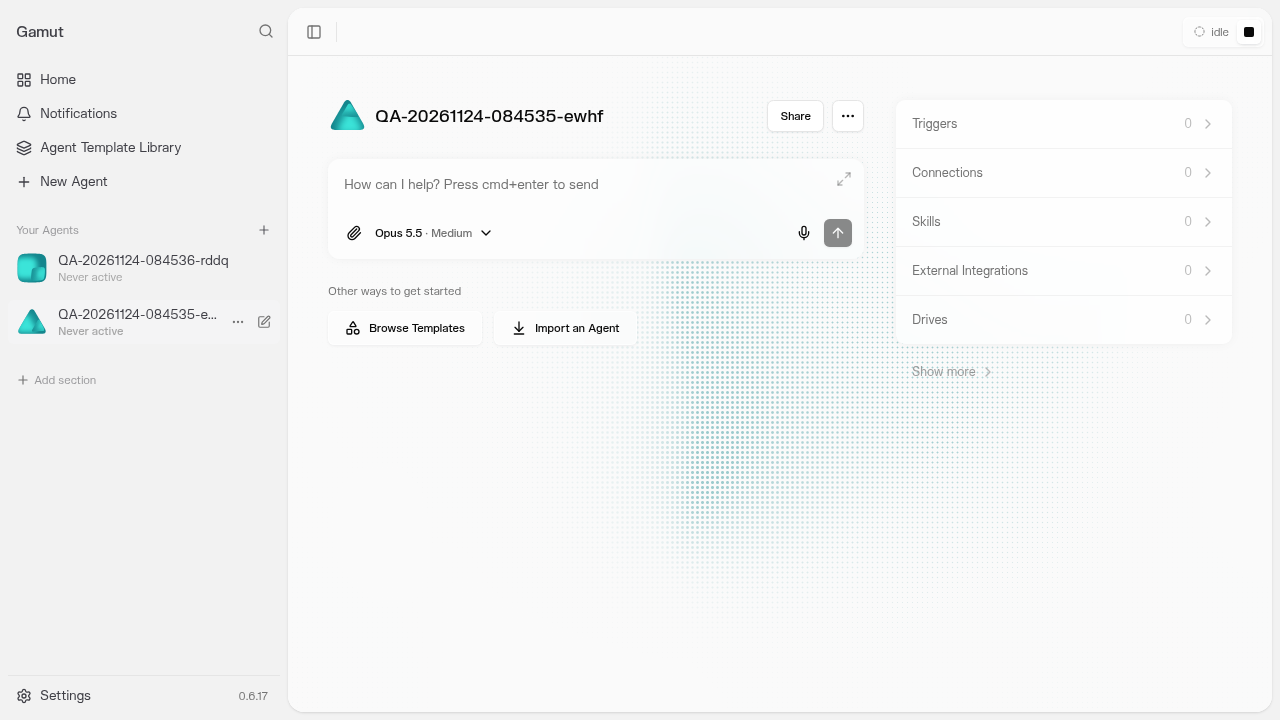 Gamut
Home
Notifications
Agent Template Library
New Agent
Your Agents
QA-20261124-084536-rddq
Never active
QA-20261124-084535-e...
Never active
Add section
Settings
0.6.17
idle
QA-20261124-084535-ewhf
Share
How can I help? Press cmd+enter to send
Opus 5.5 · Medium
Other ways to get started
Browse Templates
Import an Agent
Triggers 0
Connections 0
Skills 0
External Integrations 0
Drives 0
Show more